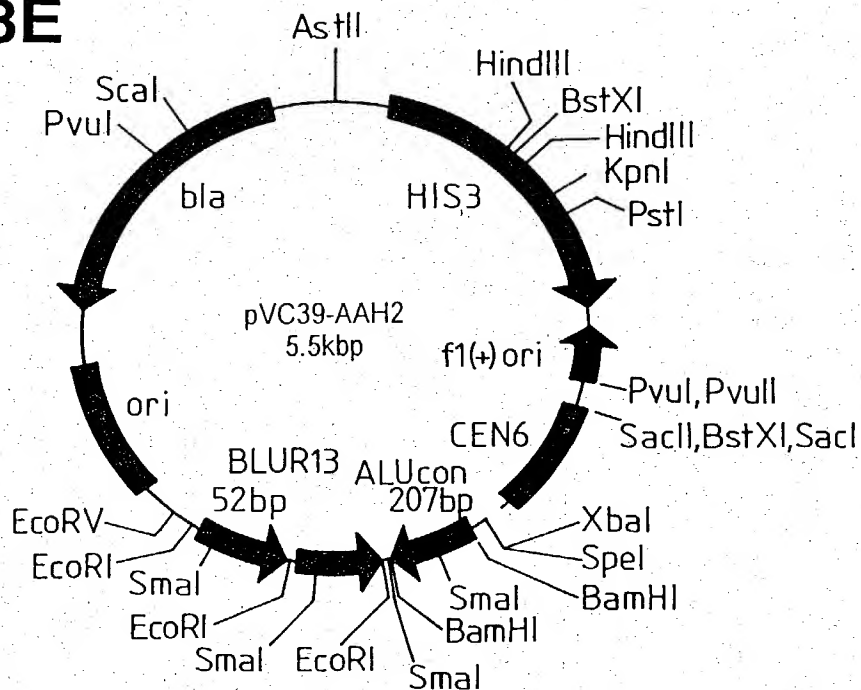 3E
AstII
HindIII
BstXI
HindIII
KpnI
PstI
ScaI
PvuI
bla
HIS3
pVC39-AAH2
5.5kbp
f1(+) ori
PvuI,PvuII
SacII,BstXI,SacI
CEN6
ori
BLUR13
52bp
ALUcon
207bp
XbaI
SpeI
BamHI
EcoRV
EcoRI
SmaI
EcoRI
SmaI
EcoRI
SmaI
BamHI
SmaI